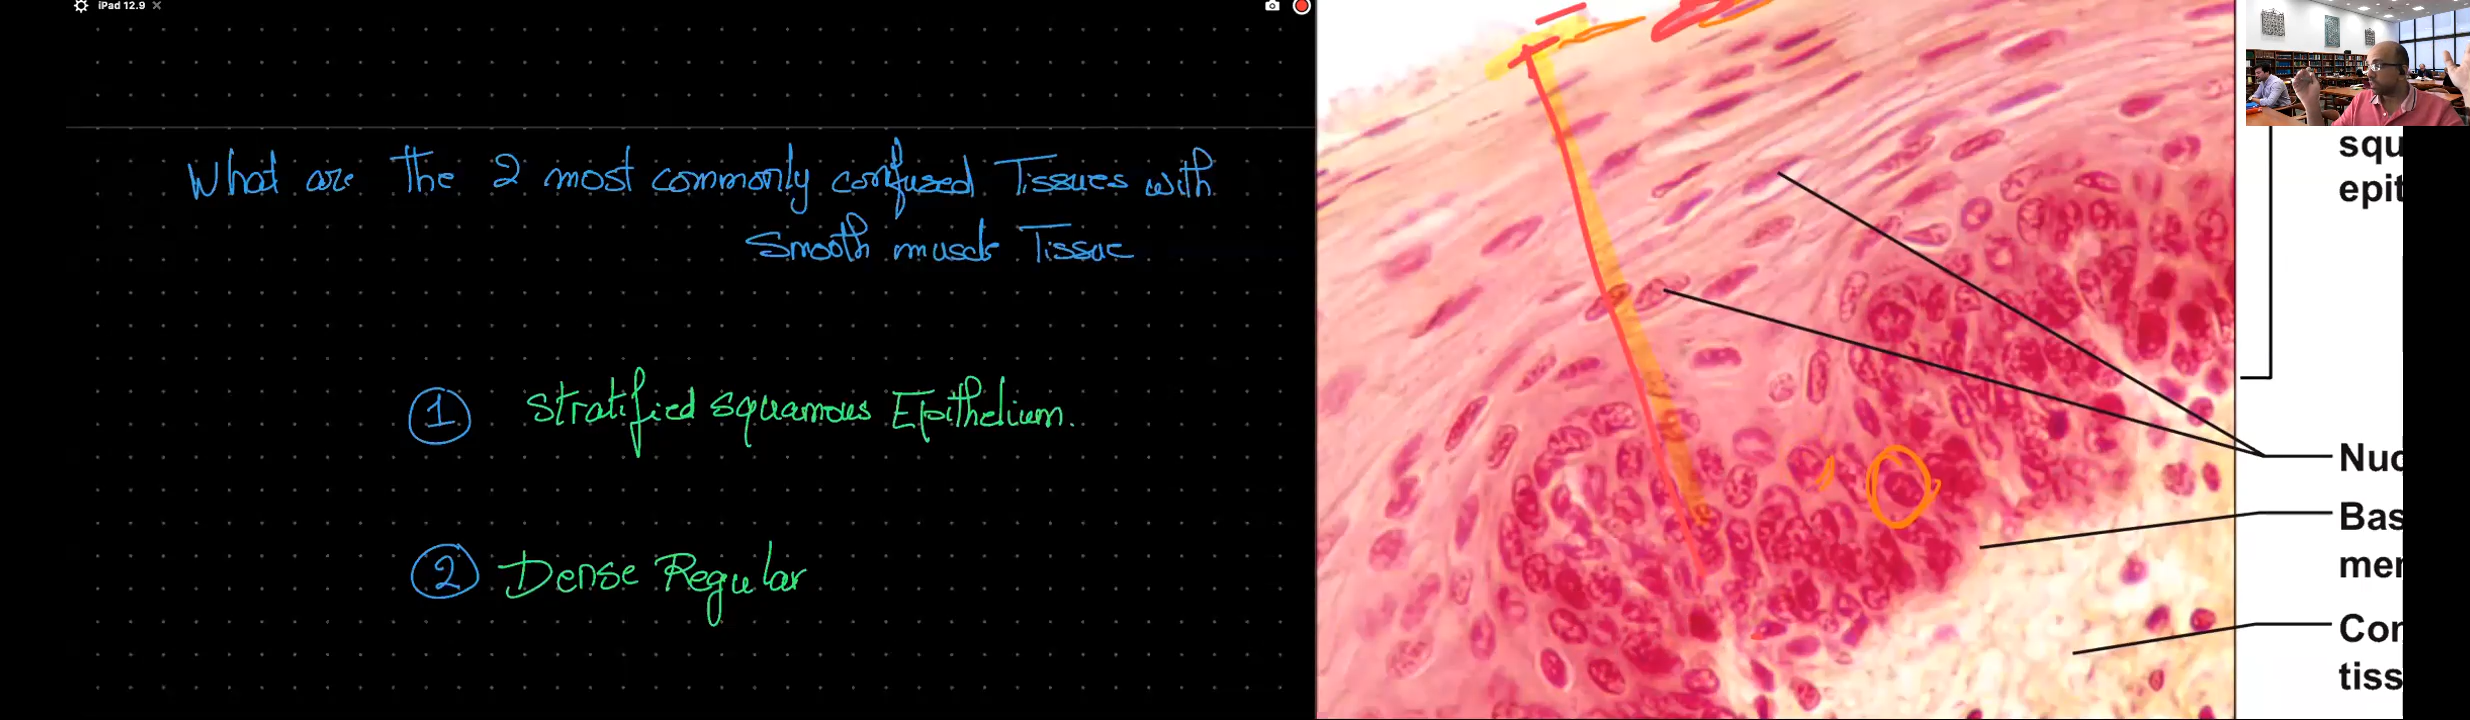 iPad 12.9
What are the 2 most commonly confused Tissues with
Smooth muscle Tissue
1 Stratified squamous Epithelium.
2 Dense Regular
squ
epit
Nuc
Bas
mer
Con
tiss